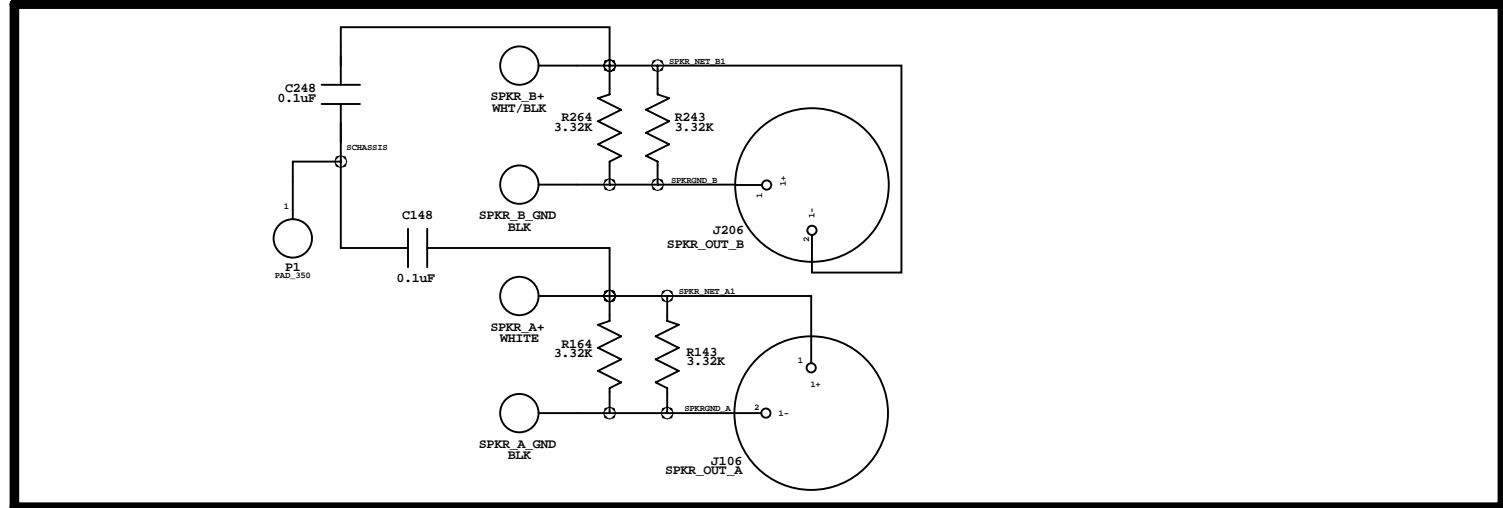 SPKR_NET_B1
C248
0.1uF
SPKR_B+
WHT/BLK
R264
3.32K
R243
3.32K
SCHASSIS
SPKRGND_B
1
1+
1
SPKR_B_GND
BLK
C148
1-
2
J206
SPKR_OUT_B
P1
PAD_350
0.1uF
SPKR_NET_A1
SPKR_A+
WHITE
R164
3.32K
R143
3.32K
1
1+
SPKRGND_A
2
1-
SPKR_A_GND
BLK
J106
SPKR_OUT_A